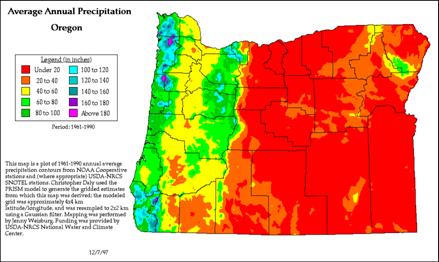 Average Annual Precipitation
Oregon
Legend (in inches)
Under 20
20 to 40
40 to 60
60 to 80
80 to 100
100 to 120
120 to 140
140 to 160
160 to 180
Above 180
Period: 1961-1990
This map is a plot of 1961-1990 annual average
precipitation contours from NOAA Cooperative
stations and (where appropriate) USDA-NRCS
SNOTEL stations. Christopher Daly used the
PRISM model to generate the gridded estimates
from which this map was derived; the modeled
grid was approximately 4x4 km
latitude/longitude, and was resampled to 2x2 km
using a Gaussian filter. Mapping was performed
by Jenny Weisburg. Funding was provided by
USDA-NRCS National Water and Climate
Center.
12/7/97